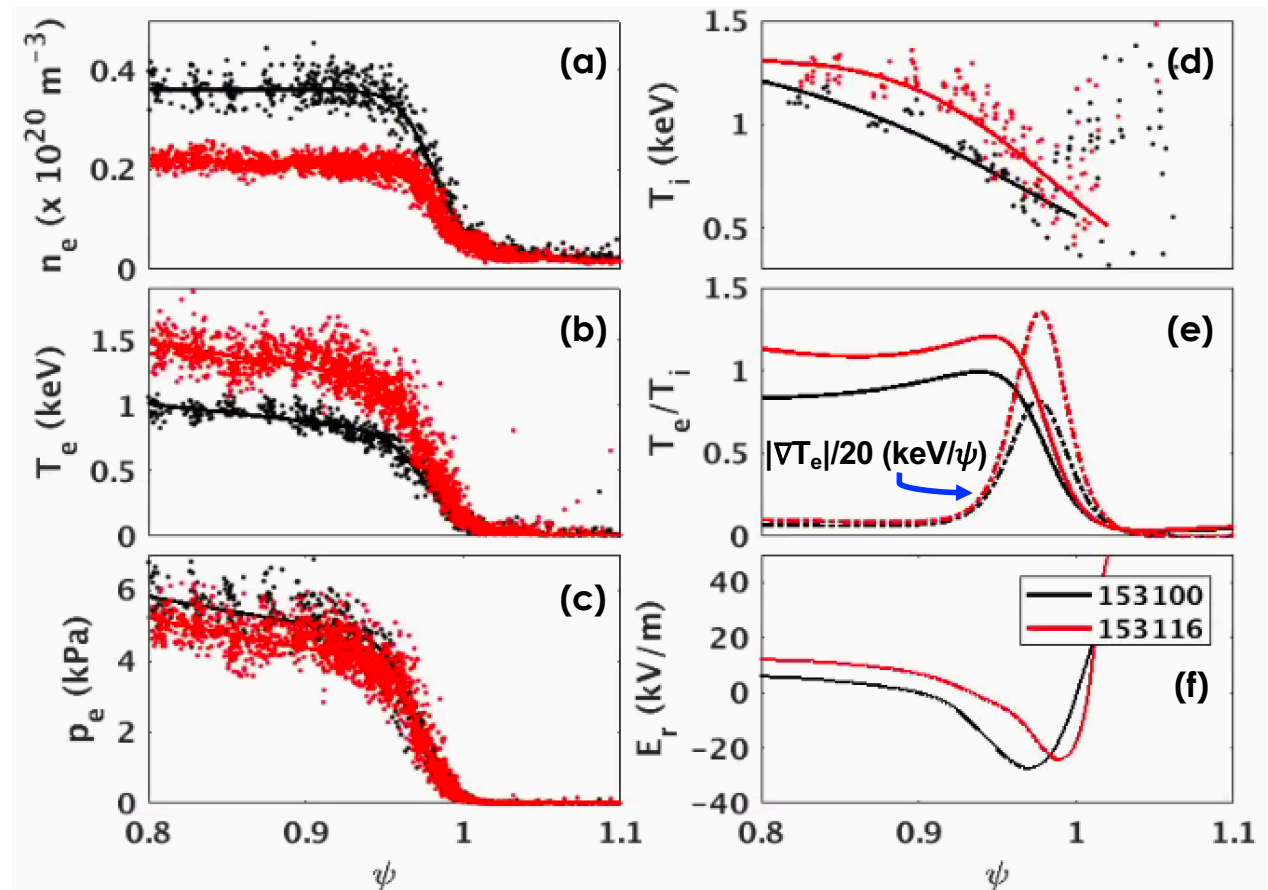 (a)
n_e (x 10^20 m^−3)
0.4
0.2
0
(b)
T_e (keV)
1.5
1
0.5
0
(c)
p_e (kPa)
6
4
2
0
0.8 0.9 1 1.1
ψ
(d)
T_i (keV)
1.5
1
0.5
(e)
T_e/T_i
1.5
1
0.5
0
|∇T_e|/20 (keV/ψ)
(f)
E_r (kV/m)
40
20
0
−20
−40
153100
153116
0.8 0.9 1 1.1
ψ